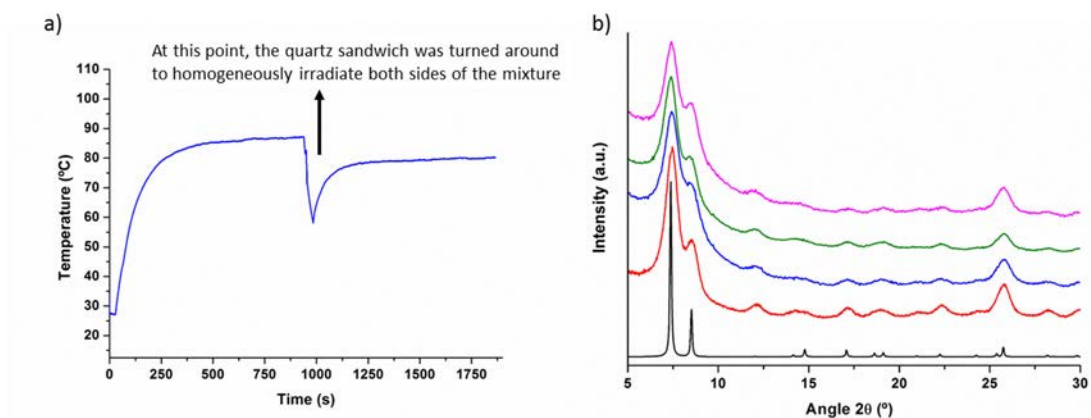 a)
At this point, the quartz sandwich was turned around
to homogeneously irradiate both sides of the mixture
110
100
90
80
70
60
50
40
30
20
Temperature (ºC)
0 250 500 750 1000 1250 1500 1750
Time (s)
b)
Intensity (a.u.)
5 10 15 20 25 30
Angle 2θ (º)